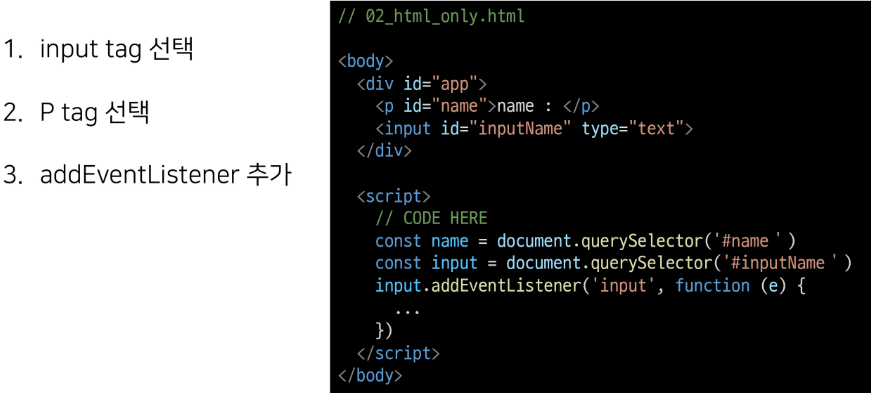 1. input tag 선택
2. P tag 선택
3. addEventListener 추가
// 02_html_only.html
<body>
<div id="app">
<p id="name">name : </p>
<input id="inputName" type="text">
</div>
<script>
// CODE HERE
const name = document.querySelector('#name')
const input = document.querySelector('#inputName')
input.addEventListener('input', function (e) {
...
})
</script>
</body>